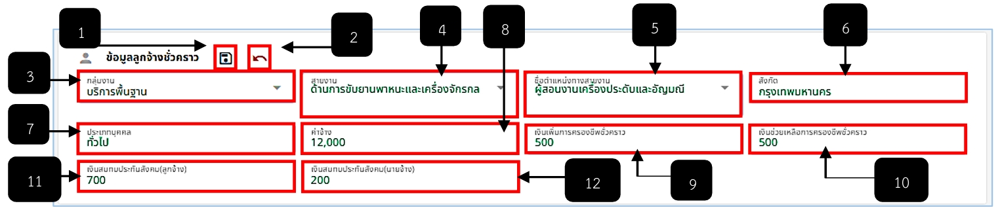 1
2
4
8
5
6
ข้อมูลลูกจ้างชั่วคราว
3
กลุ่มงาน
บริการพื้นฐาน
สายงาน
ด้านการขับยานพาหนะและเครื่องจักรกล
ชื่อตำแหน่งทางสายงาน
ผู้สอนงานเครื่องประดับและอัญมณี
สังกัด
กรุงเทพมหานคร
7
ประเภทบุคคล
ทั่วไป
ค่าจ้าง
12,000
เงินเพิ่มการครองชีพชั่วคราว
500
เงินช่วยเหลือการครองชีพชั่วคราว
500
11
เงินสมทบประกันสังคม(ลูกจ้าง)
700
เงินสมทบประกันสังคม(นายจ้าง)
200
12
9
10